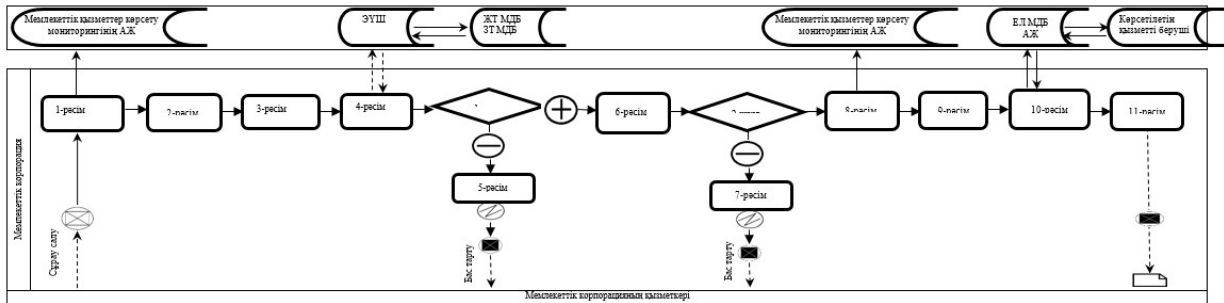 Мемлекеттік қызметтер көрсету
мониторингінің АЖ
ЭҮШ
ЖТ МДБ
ЗТ МДБ
Мемлекеттік қызметтер көрсету
мониторингінің АЖ
ЕЛ МДБ
АЖ
Көрсетілетін
қызметті беруші
Мемлекеттік корпорация
1-рәсім
2-рәсім
3-рәсім
4-рәсім
6-рәсім
8-рәсім
9-рәсім
10-рәсім
11-рәсім
5-рәсім
7-рәсім
Сұрау салу
Бас тарту
Бас тарту
Мемлекеттік корпорацияның қызметкері